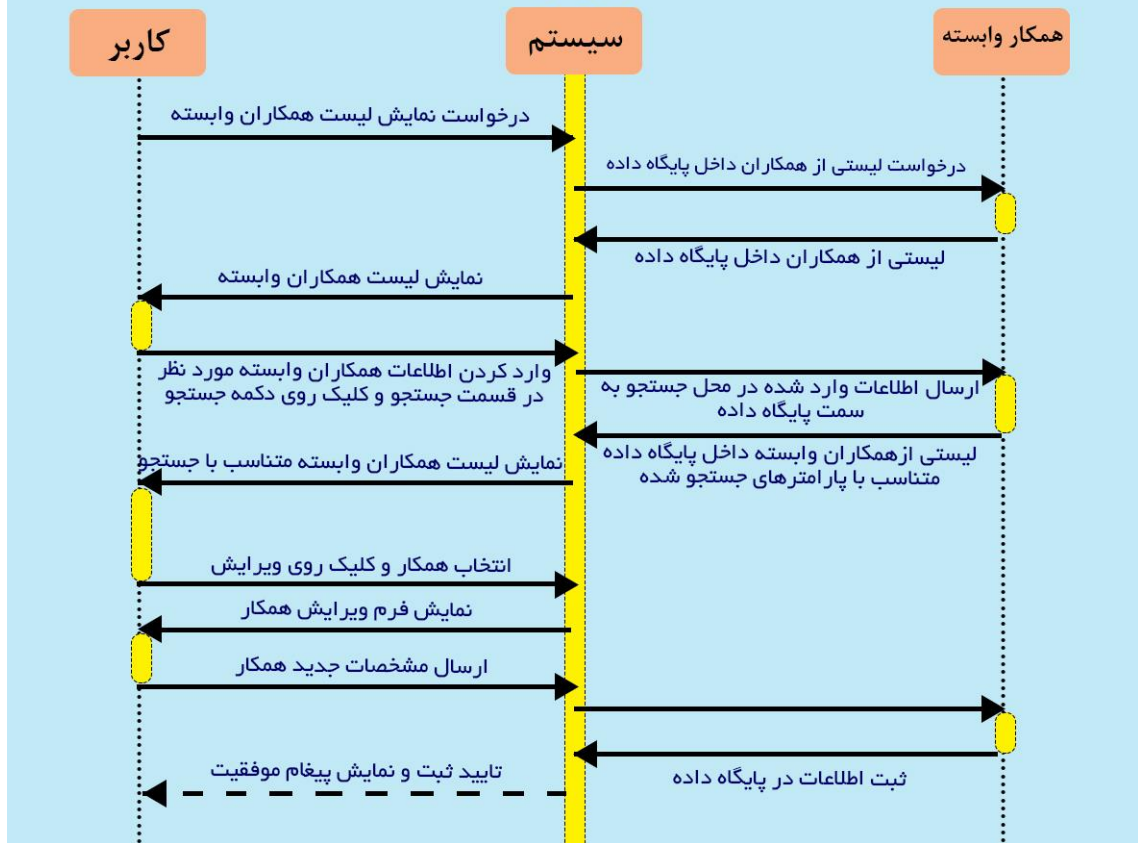 کاربر
سیستم
همکار وابسته
درخواست نمایش لیست همکاران وابسته
درخواست لیستی از همکاران داخل پایگاه داده
لیستی از همکاران داخل پایگاه داده
نمایش لیست همکاران وابسته
وارد کردن اطلاعات همکاران وابسته مورد نظر
در قسمت جستجو و کلیک روی دکمه جستجو
ارسال اطلاعات وارد شده در محل جستجو به
سمت پایگاه داده
لیستی ازهمکاران وابسته داخل پایگاه داده
متناسب با پارامترهای جستجو شده
نمایش لیست همکاران وابسته متناسب با جستجو
انتخاب همکار و کلیک روی ویرایش
نمایش فرم ویرایش همکار
ارسال مشخصات جدید همکار
ثبت اطلاعات در پایگاه داده
تایید ثبت و نمایش پیغام موفقیت